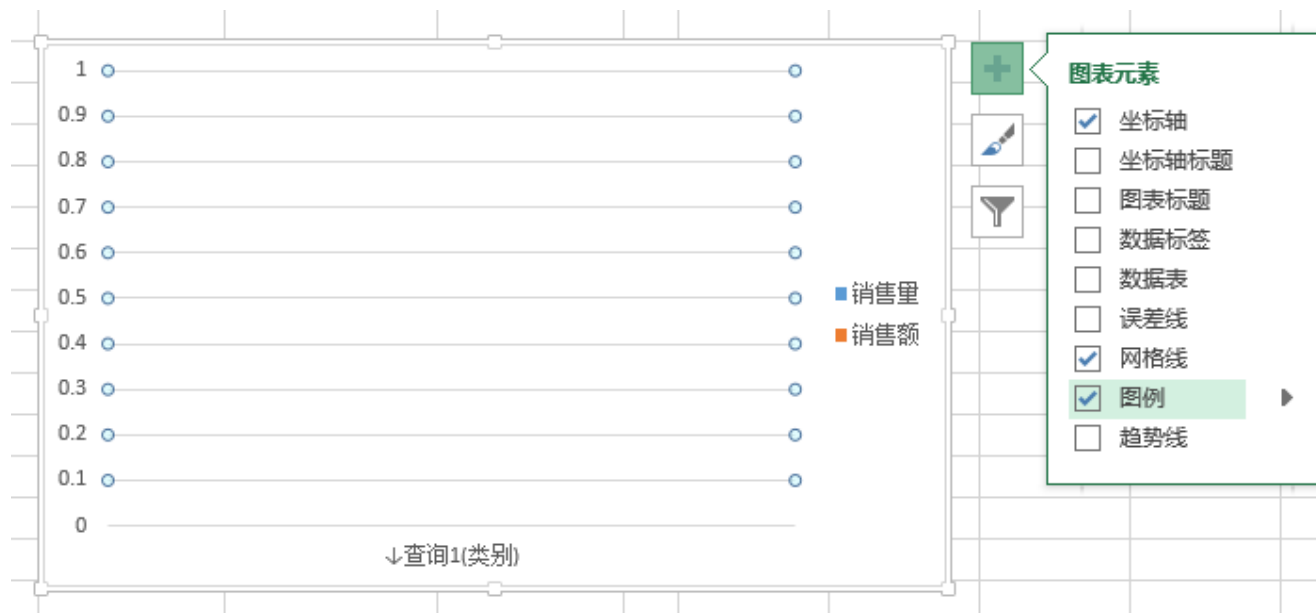 1
0.9
0.8
0.7
0.6
0.5
0.4
0.3
0.2
0.1
0
↓查询1(类别)
销售量
销售额
图表元素
坐标轴
坐标轴标题
图表标题
数据标签
数据表
误差线
网格线
图例
趋势线